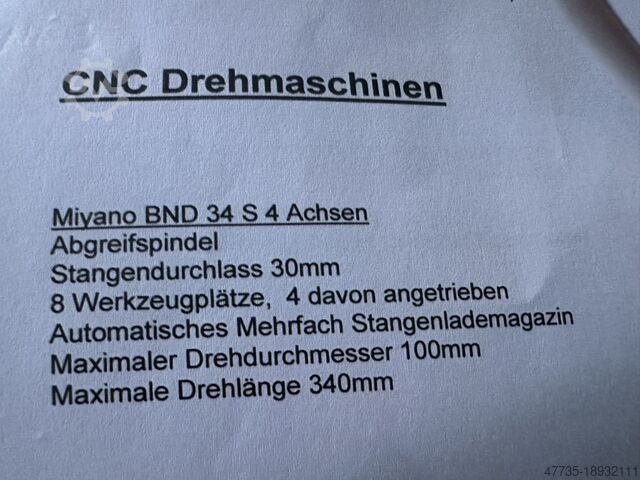 CNC Drehmaschinen
Miyano BND 34 S 4 Achsen
Abgreifspindel
Stangendurchlass 30mm
8 Werkzeugplätze, 4 davon angetrieben
Automatisches Mehrfach Stangenlademagazin
Maximaler Drehdurchmesser 100mm
Maximale Drehlänge 340mm
47735-18932111